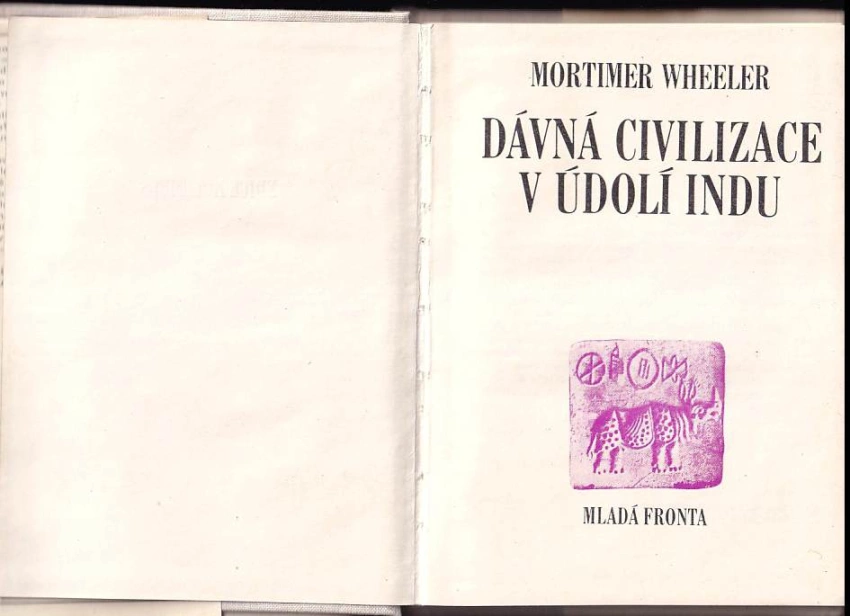 MORTIMER WHEELER
DÁVNÁ CIVILIZACE
V ÚDOLÍ INDU
MLADÁ FRONTA